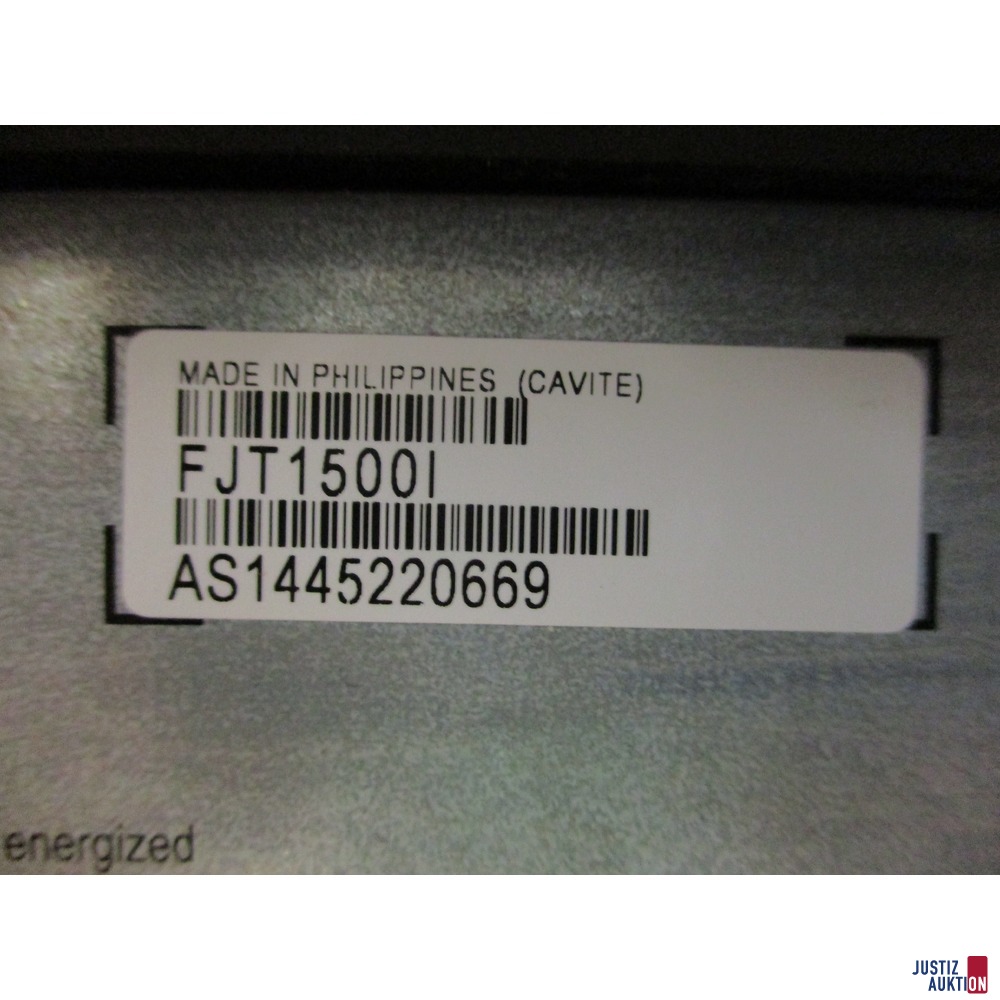 MADE IN PHILIPPINES (CAVITE)
FJT1500I
AS1445220669
energized
JUSTIZ
AUKTION